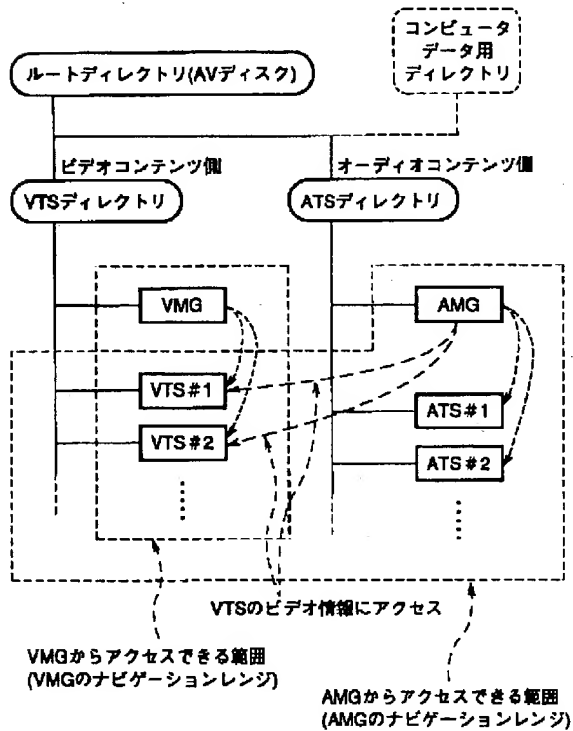 コンピュータ
データ用
ディレクトリ
ルートディレクトリ(AVディスク)
ビデオコンテンツ側
オーディオコンテンツ側
VTSディレクトリ
ATSディレクトリ
VMG
AMG
VTS#1
ATS#1
VTS#2
ATS#2
VTSのビデオ情報にアクセス
VMGからアクセスできる範囲
(VMGのナビゲーションレンジ)
AMGからアクセスできる範囲
(AMGのナビゲーションレンジ)